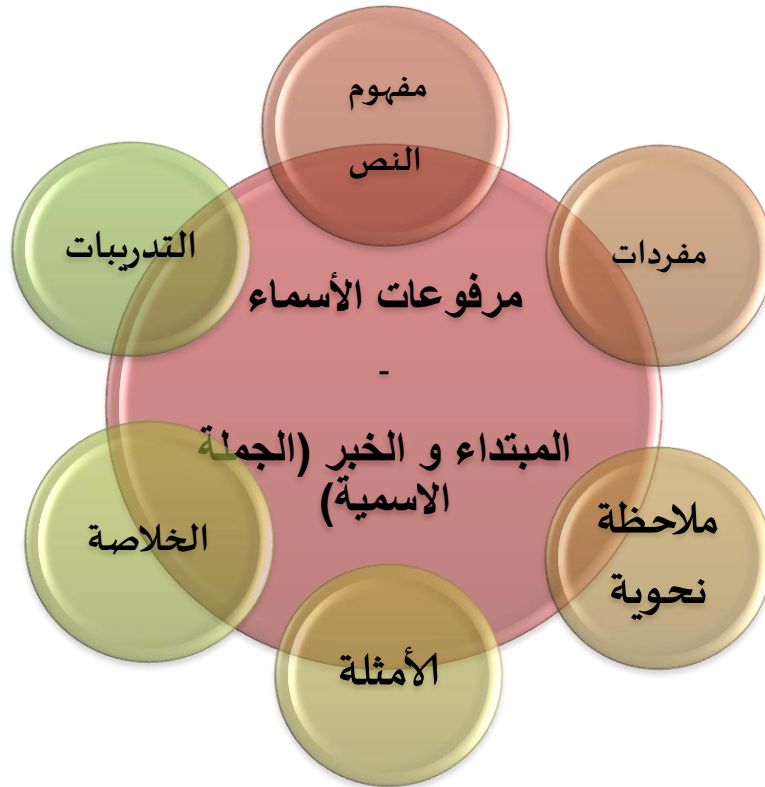 مفهوم
النص
مفردات
ملاحظة
نحوية
الأمثلة
الخلاصة
التدريبات
مرفوعات الأسماء
-
المبتداء و الخبر (الجملة
الاسمية)